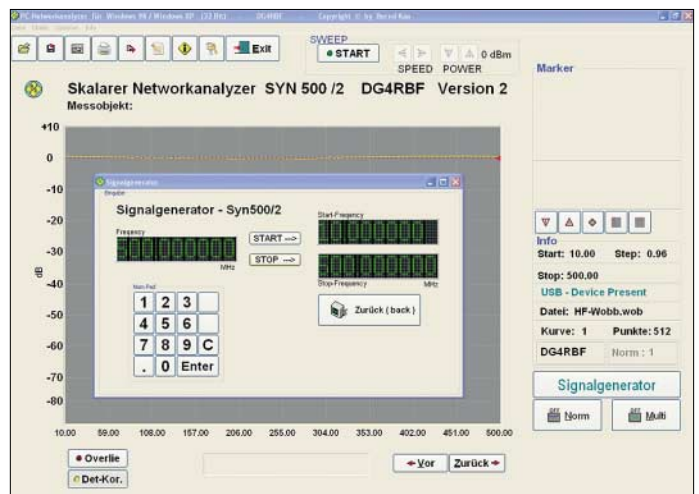 PC-Networkanalyzer für Windows 98 / Windows XP (32 Bit) - DG4RBF - Copyright © by Bernd Kaa
Exit
SWEEP
START
0 dBm
SPEED POWER
Skalarer Networkanalyzer SYN 500 /2 DG4RBF Version 2
Messobjekt:
+10
0
-10
-20
-30
-40
-50
-60
-70
-80
dB
10.00 59.00 108.00 157.00 206.00 255.00 304.00 353.00 402.00 451.00 500.00
Signalgenerator
Eingabe
Signalgenerator - Syn500/2
Frequency
MHz
START -->
STOP -->
Start-Freqency
Stop-Freqency MHz
Num Pad
1 2 3
4 5 6
7 8 9 C
. 0 Enter
Zurück ( back )
Marker
Info
Start: 10.00 Step: 0.96
Stop: 500.00
USB - Device Present
Datei: HF-Wobb.wob
Kurve: 1 Punkte: 512
DG4RBF Norm : 1
Signalgenerator
Norm
Multi
Overlie
Det-Kor.
Vor
Zurück